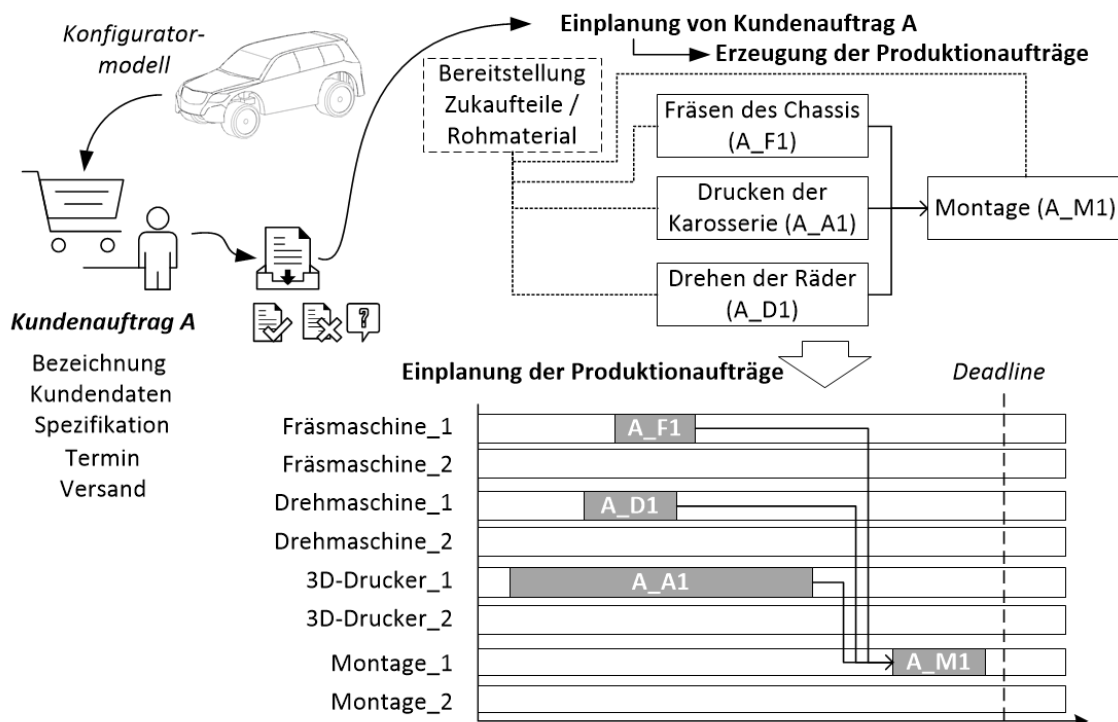 Konfigurator-
modell
Einplanung von Kundenauftrag A
Erzeugung der Produktionaufträge
Bereitstellung
Zukaufteile /
Rohmaterial
Fräsen des Chassis
(A_F1)
Drucken der
Karosserie (A_A1)
Drehen der Räder
(A_D1)
Montage (A_M1)
?
Kundenauftrag A
Bezeichnung
Kundendaten
Spezifikation
Termin
Versand
Einplanung der Produktionaufträge
Deadline
Fräsmaschine_1
A_F1
Fräsmaschine_2
Drehmaschine_1
A_D1
Drehmaschine_2
3D-Drucker_1
A_A1
3D-Drucker_2
Montage_1
A_M1
Montage_2